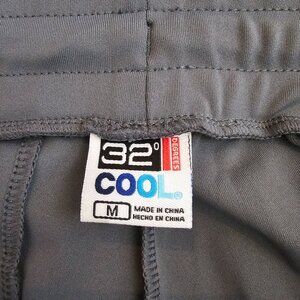 32° DEGREES
COOL®
M MADE IN CHINA
HECHO EN CHINA